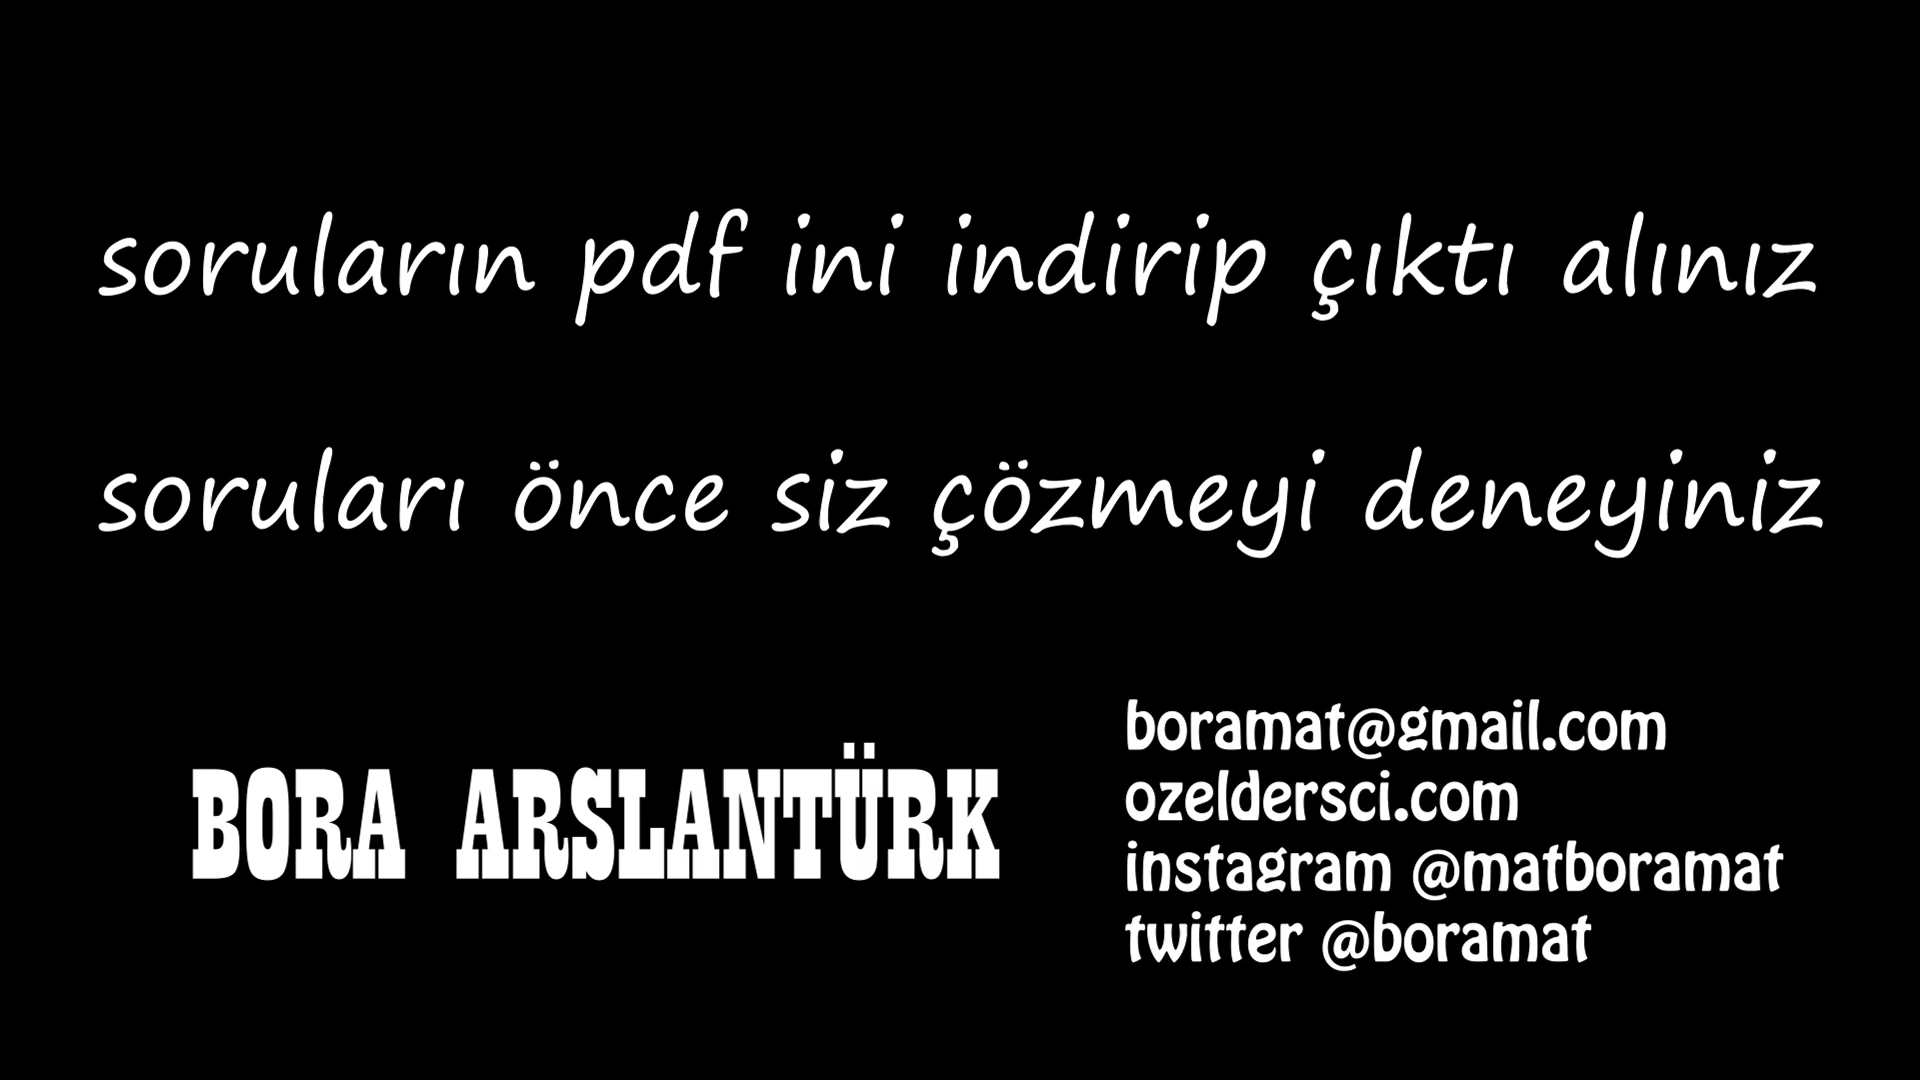 soruların pdf ini indirip çıktı alınız
soruları önce siz çözmeyi deneyiniz
BORA ARSLANTÜRK
boramat@gmail.com
ozeldersci.com
instagram @matboramat
twitter @boramat